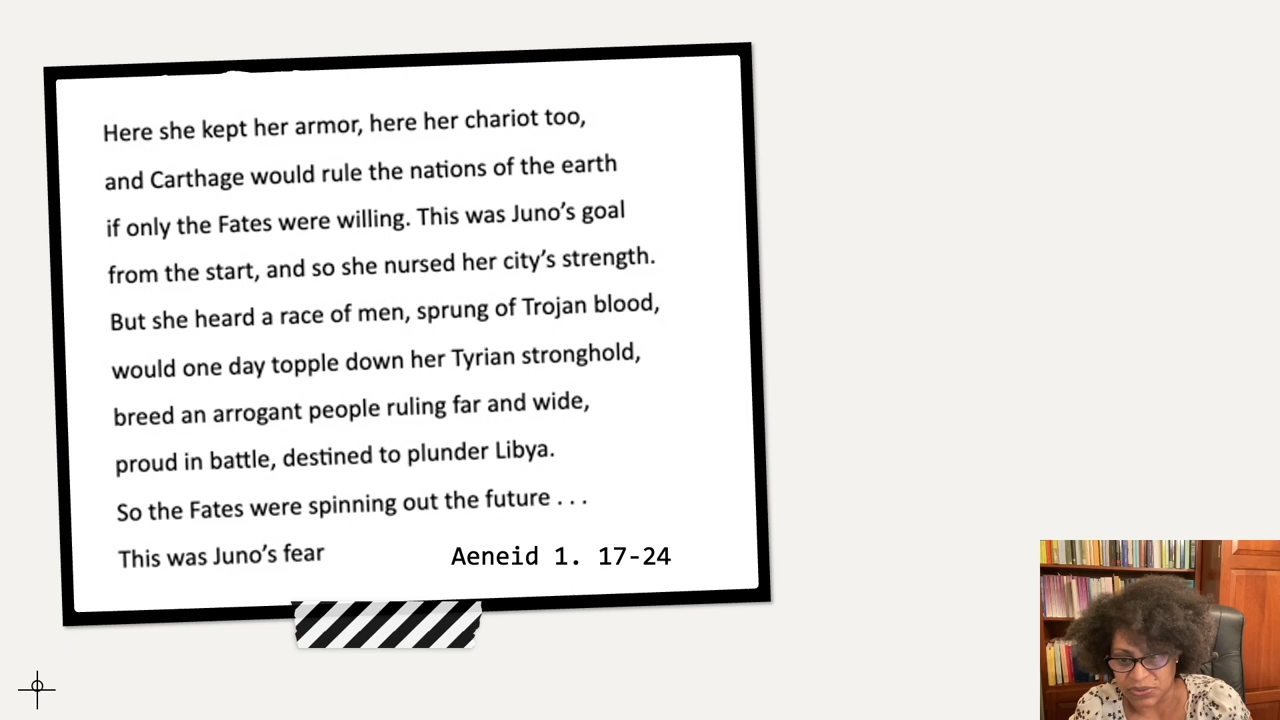 Here she kept her armor, here her chariot too,
and Carthage would rule the nations of the earth
if only the Fates were willing. This was Juno’s goal
from the start, and so she nursed her city’s strength.
But she heard a race of men, sprung of Trojan blood,
would one day topple down her Tyrian stronghold,
breed an arrogant people ruling far and wide,
proud in battle, destined to plunder Libya.
So the Fates were spinning out the future . . .
This was Juno’s fear
Aeneid 1. 17-24